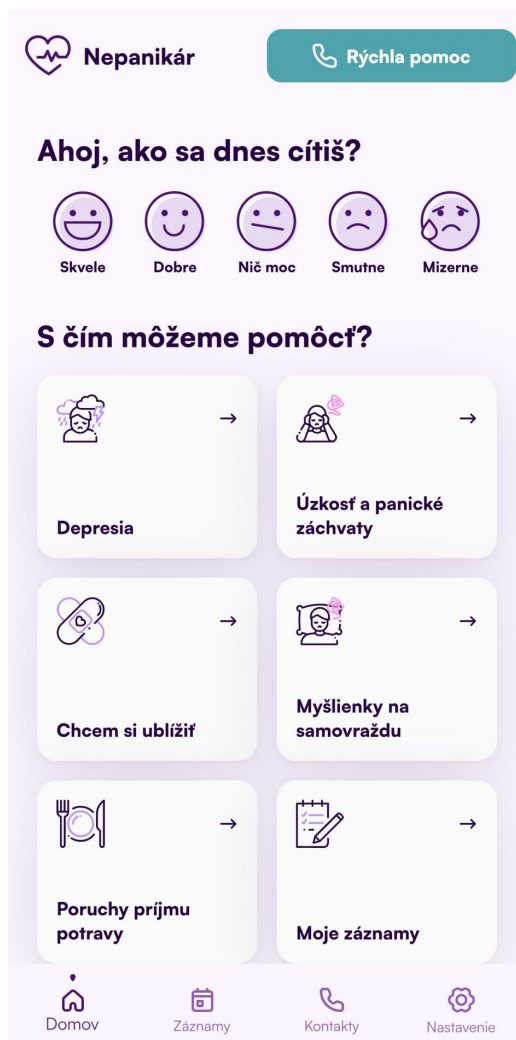 Nepanikár
Rýchla pomoc
Ahoj, ako sa dnes cítiš?
Skvele
Dobre
Nič moc
Smutne
Mizerne
S čím môžeme pomôcť?
Depresia
Úzkosť a panické
záchvaty
Chcem si ublížiť
Myšlienky na
samovraždu
Poruchy príjmu
potravy
Moje záznamy
Domov
Záznamy
Kontakty
Nastavenie